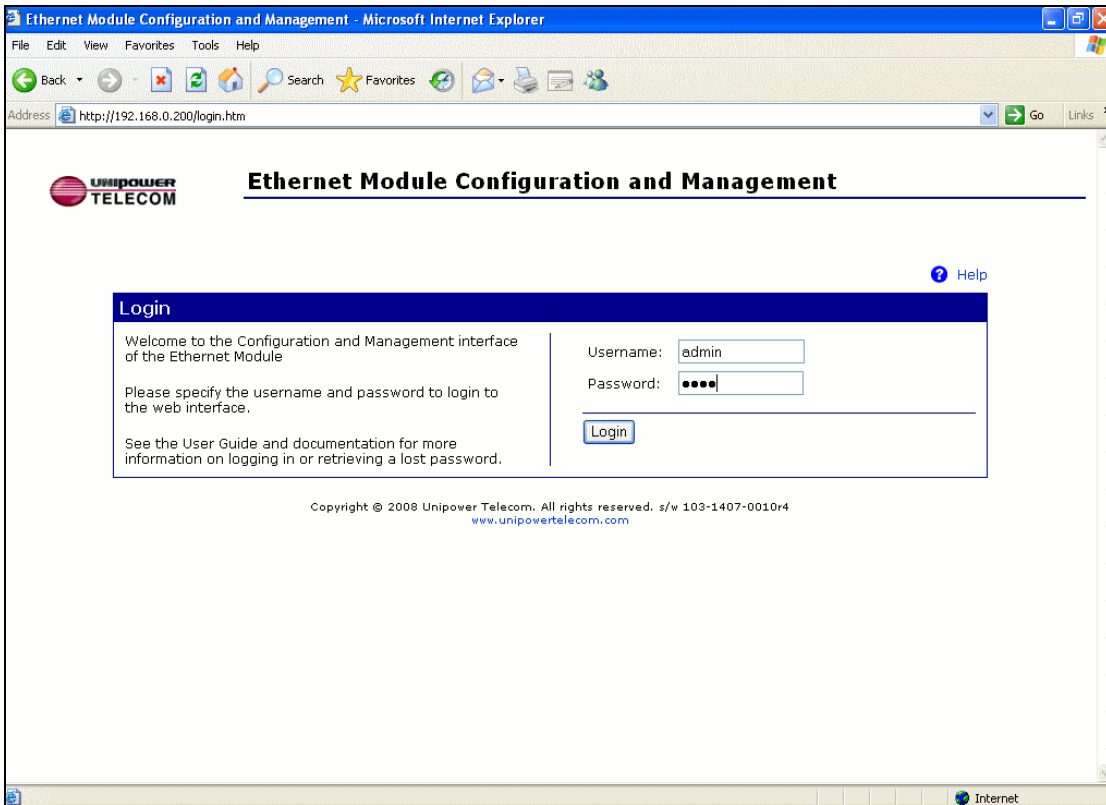 Ethernet Module Configuration and Management - Microsoft Internet Explorer
File Edit View Favorites Tools Help
Back Search Favorites
Address http://192.168.0.200/login.htm Go Links
UNIPOWER
TELECOM
Ethernet Module Configuration and Management
? Help
Login
Welcome to the Configuration and Management interface
of the Ethernet Module
Please specify the username and password to login to
the web interface.
See the User Guide and documentation for more
information on logging in or retrieving a lost password.
Username: admin
Password: ••••
Login
Copyright © 2008 Unipower Telecom. All rights reserved. s/w 103-1407-0010r4
www.unipowertelecom.com
Internet